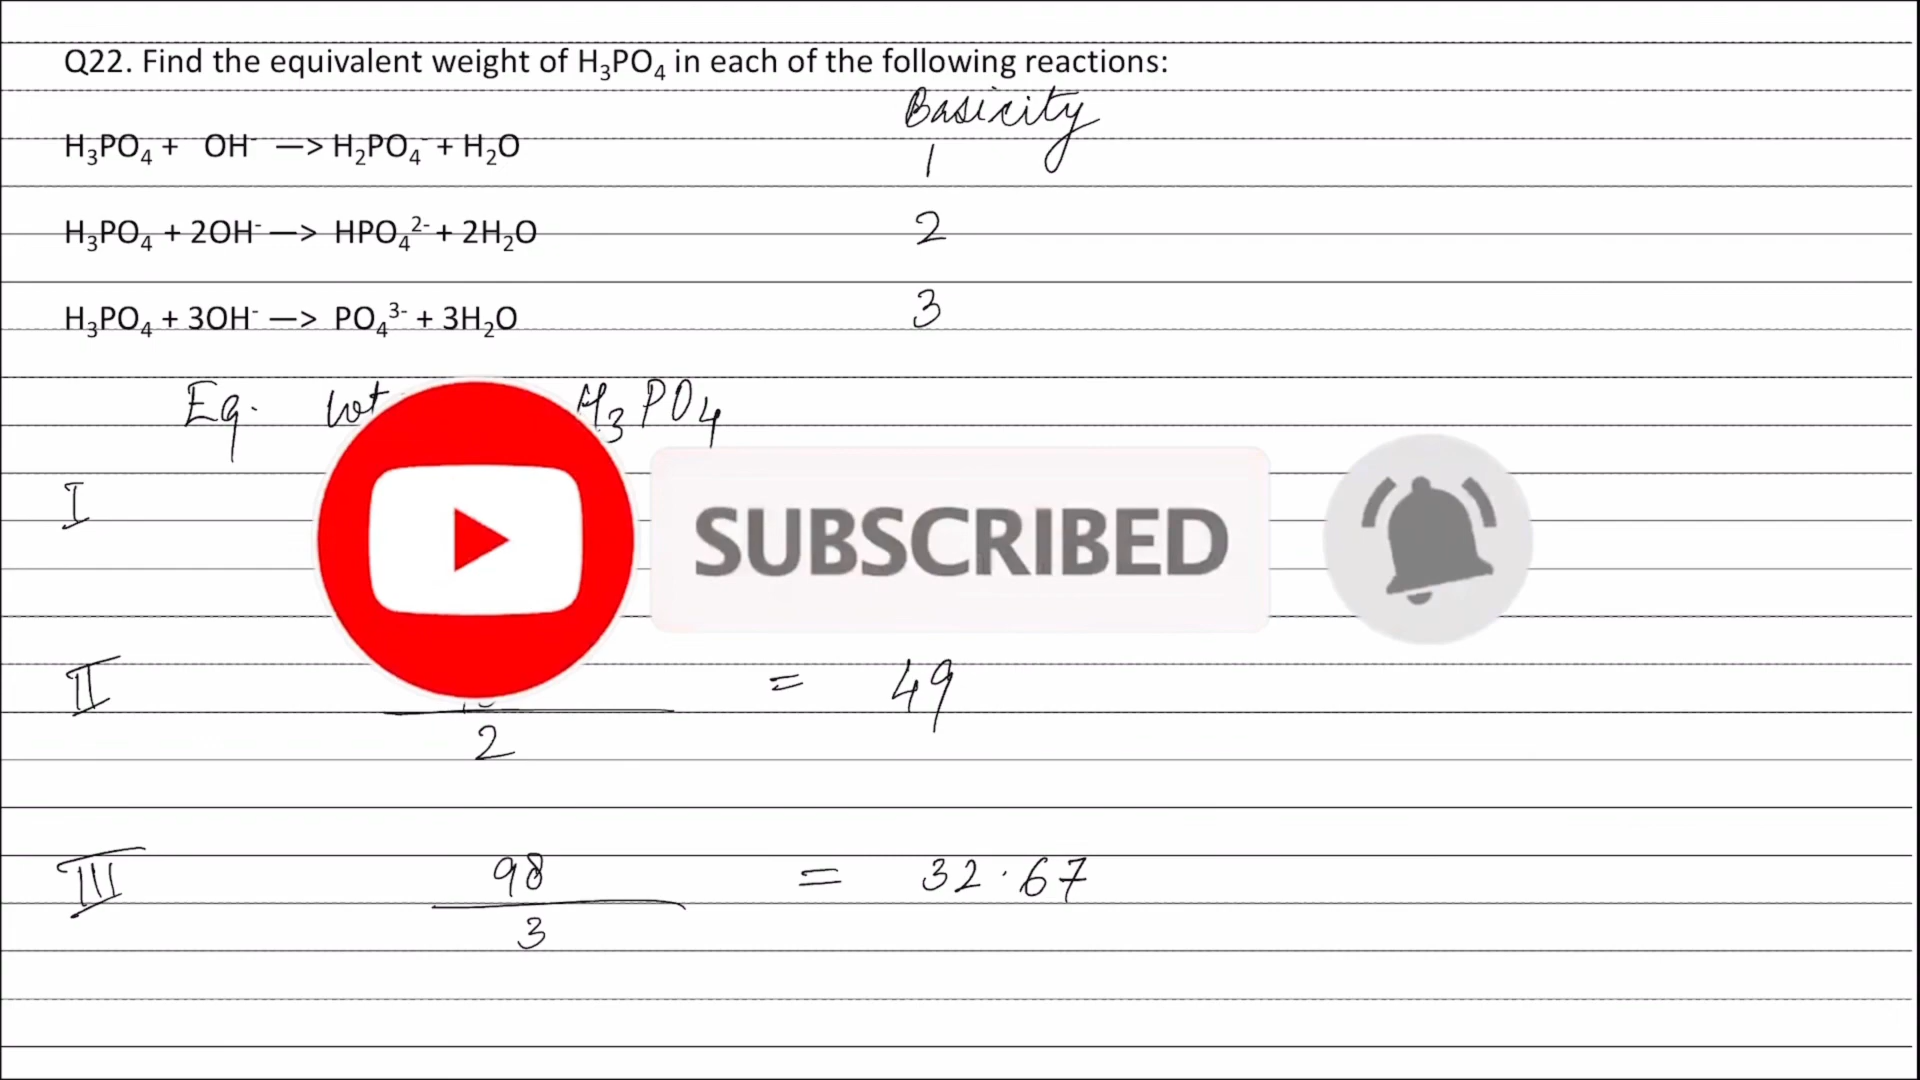 Q22. Find the equivalent weight of H₃PO₄ in each of the following reactions:
Basicity
H₃PO₄ + OH⁻ —> H₂PO₄⁻ + H₂O 1
H₃PO₄ + 2OH⁻ —> HPO₄²⁻ + 2H₂O 2
H₃PO₄ + 3OH⁻ —> PO₄³⁻ + 3H₂O 3
Eq. wt H₃PO₄
I
SUBSCRIBED
II = 49
2
III 98 = 32.67
3